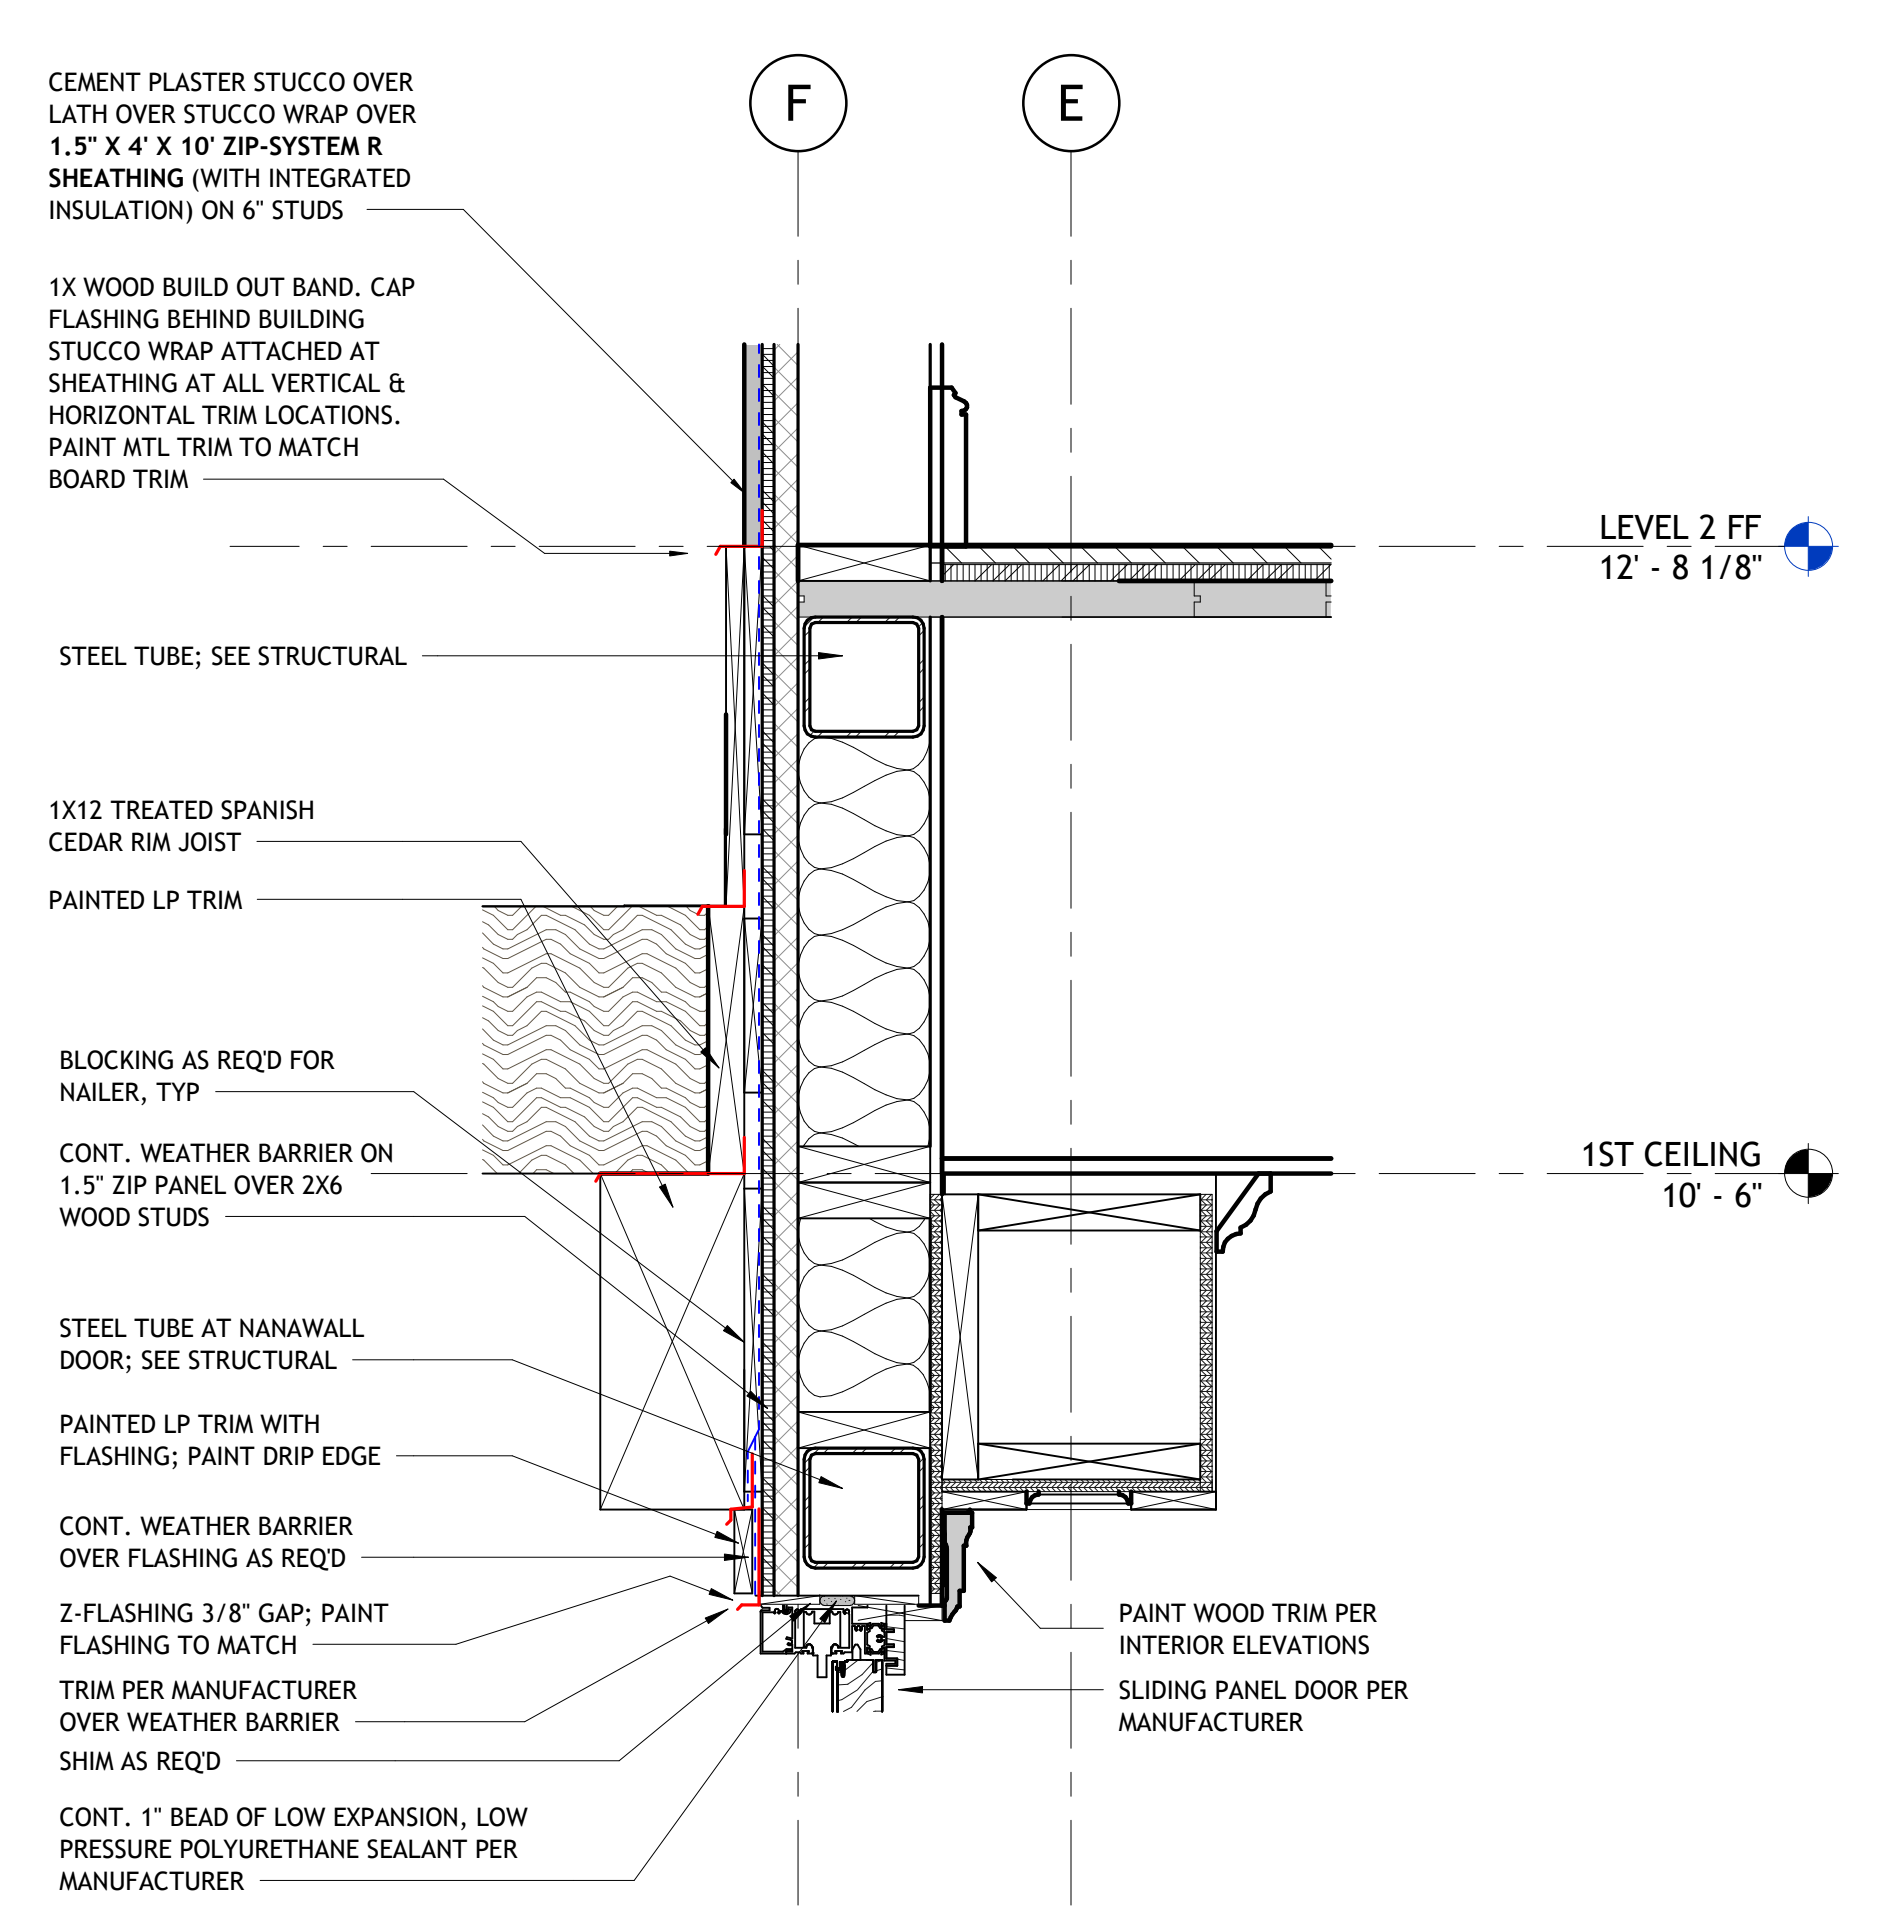 F
E
CEMENT PLASTER STUCCO OVER
LATH OVER STUCCO WRAP OVER
1.5" X 4' X 10' ZIP-SYSTEM R
SHEATHING (WITH INTEGRATED
INSULATION) ON 6" STUDS
1X WOOD BUILD OUT BAND. CAP
FLASHING BEHIND BUILDING
STUCCO WRAP ATTACHED AT
SHEATHING AT ALL VERTICAL &
HORIZONTAL TRIM LOCATIONS.
PAINT MTL TRIM TO MATCH
BOARD TRIM
LEVEL 2 FF
12' - 8 1/8"
STEEL TUBE; SEE STRUCTURAL
1X12 TREATED SPANISH
CEDAR RIM JOIST
PAINTED LP TRIM
BLOCKING AS REQ'D FOR
NAILER, TYP
CONT. WEATHER BARRIER ON
1.5" ZIP PANEL OVER 2X6
WOOD STUDS
1ST CEILING
10' - 6"
STEEL TUBE AT NANAWALL
DOOR; SEE STRUCTURAL
PAINTED LP TRIM WITH
FLASHING; PAINT DRIP EDGE
CONT. WEATHER BARRIER
OVER FLASHING AS REQ'D
Z-FLASHING 3/8" GAP; PAINT
FLASHING TO MATCH
TRIM PER MANUFACTURER
OVER WEATHER BARRIER
SHIM AS REQ'D
CONT. 1" BEAD OF LOW EXPANSION, LOW
PRESSURE POLYURETHANE SEALANT PER
MANUFACTURER
PAINT WOOD TRIM PER
INTERIOR ELEVATIONS
SLIDING PANEL DOOR PER
MANUFACTURER